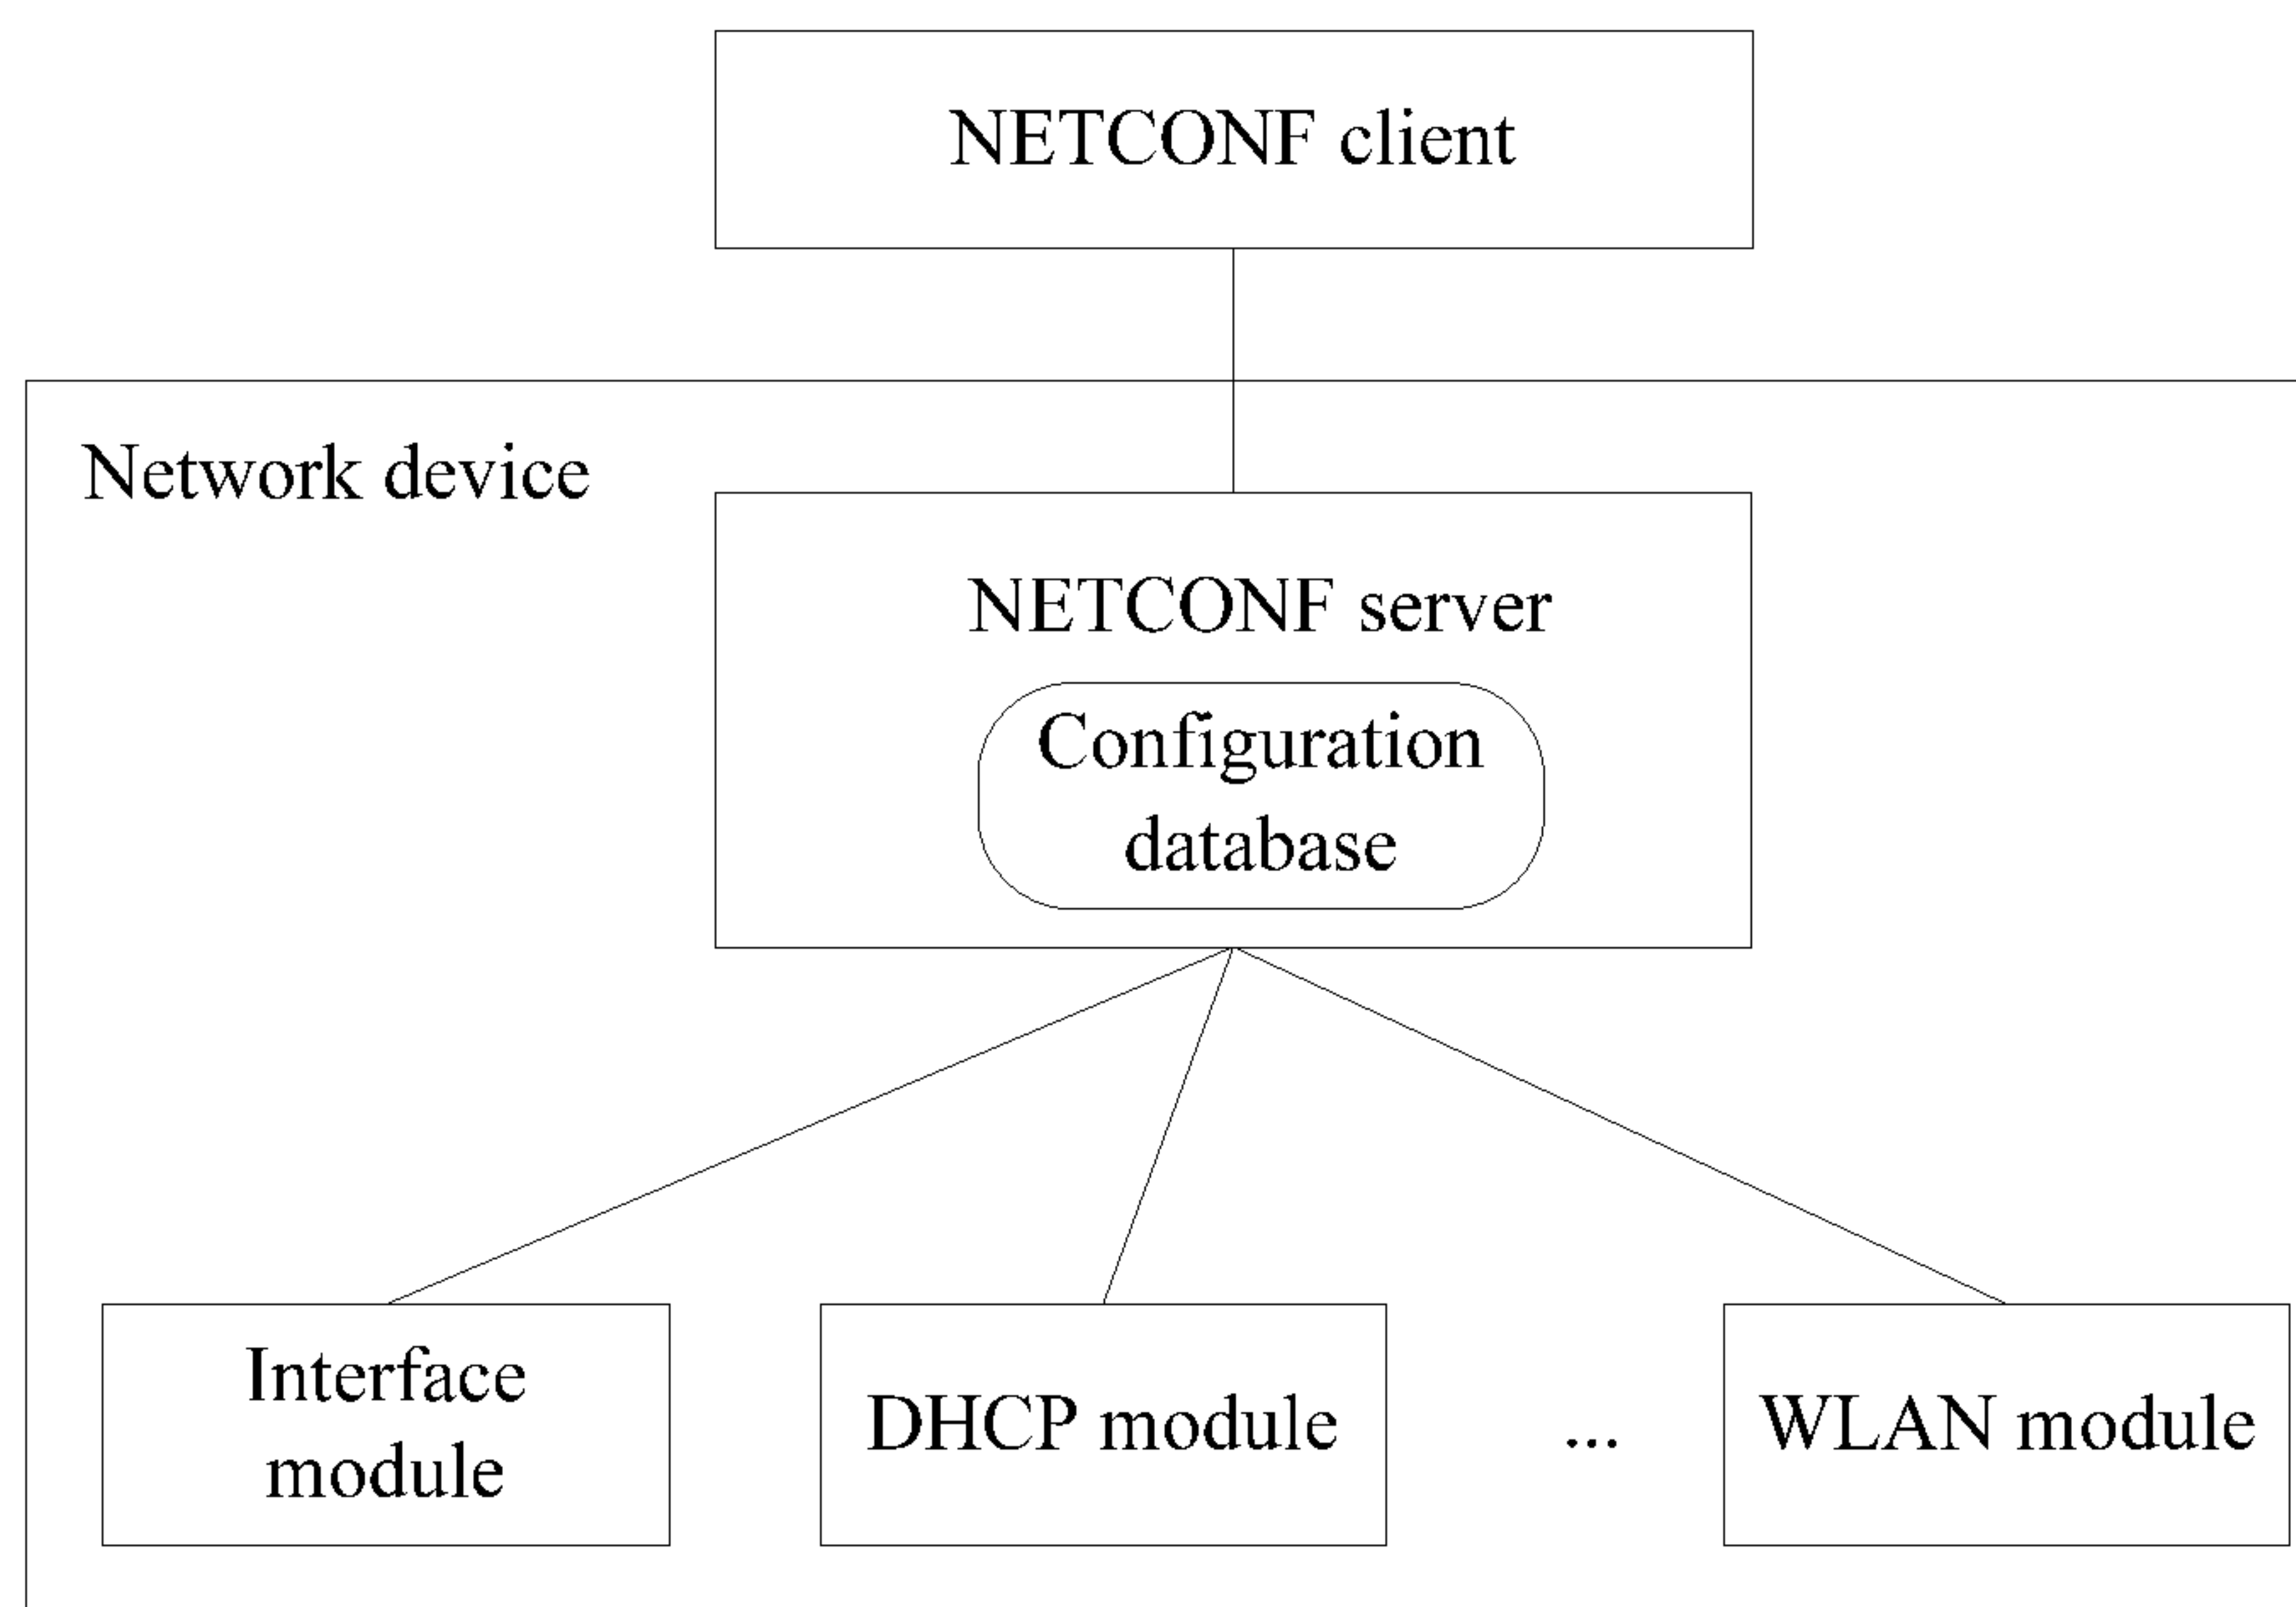 NETCONF client
Network device
NETCONF server
Configuration
database
Interface
module
DHCP module
...
WLAN module